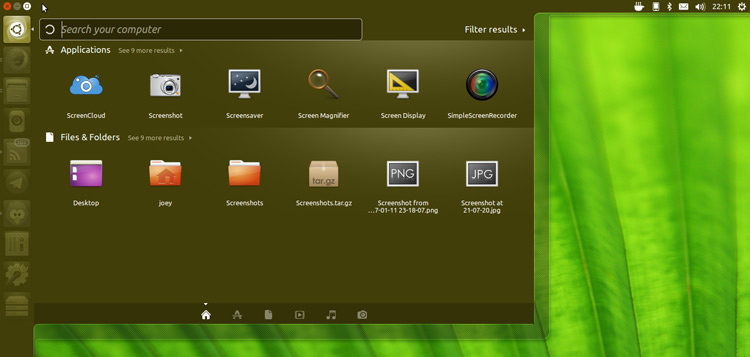 22:11
Search your computer
Filter results
Applications See 9 more results
ScreenCloud
Screenshot
Screensaver
Screen Magnifier
Screen Display
SimpleScreenRecorder
Files & Folders See 9 more results
tar.gz
PNG
JPG
Desktop
joey
Screenshots
Screenshots.tar.gz
Screenshot from
...7-01-11 23-18-07.png
Screenshot at
21-07-20.jpg